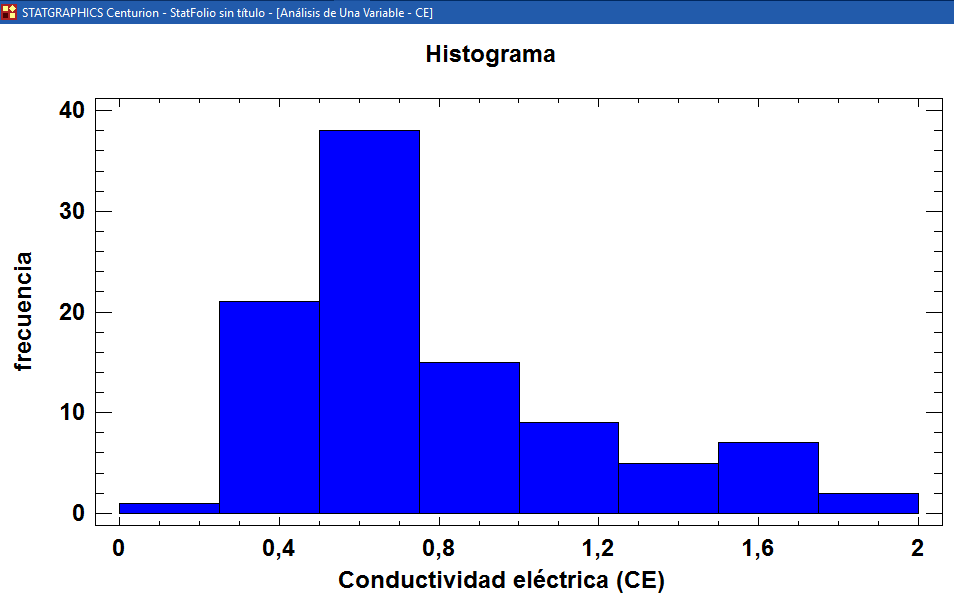 STATGRAPHICS Centurion - StatFolio sin título - [Análisis de Una Variable - CE]
Histograma
40
30
20
10
0
frecuencia
0 0,4 0,8 1,2 1,6 2
Conductividad eléctrica (CE)